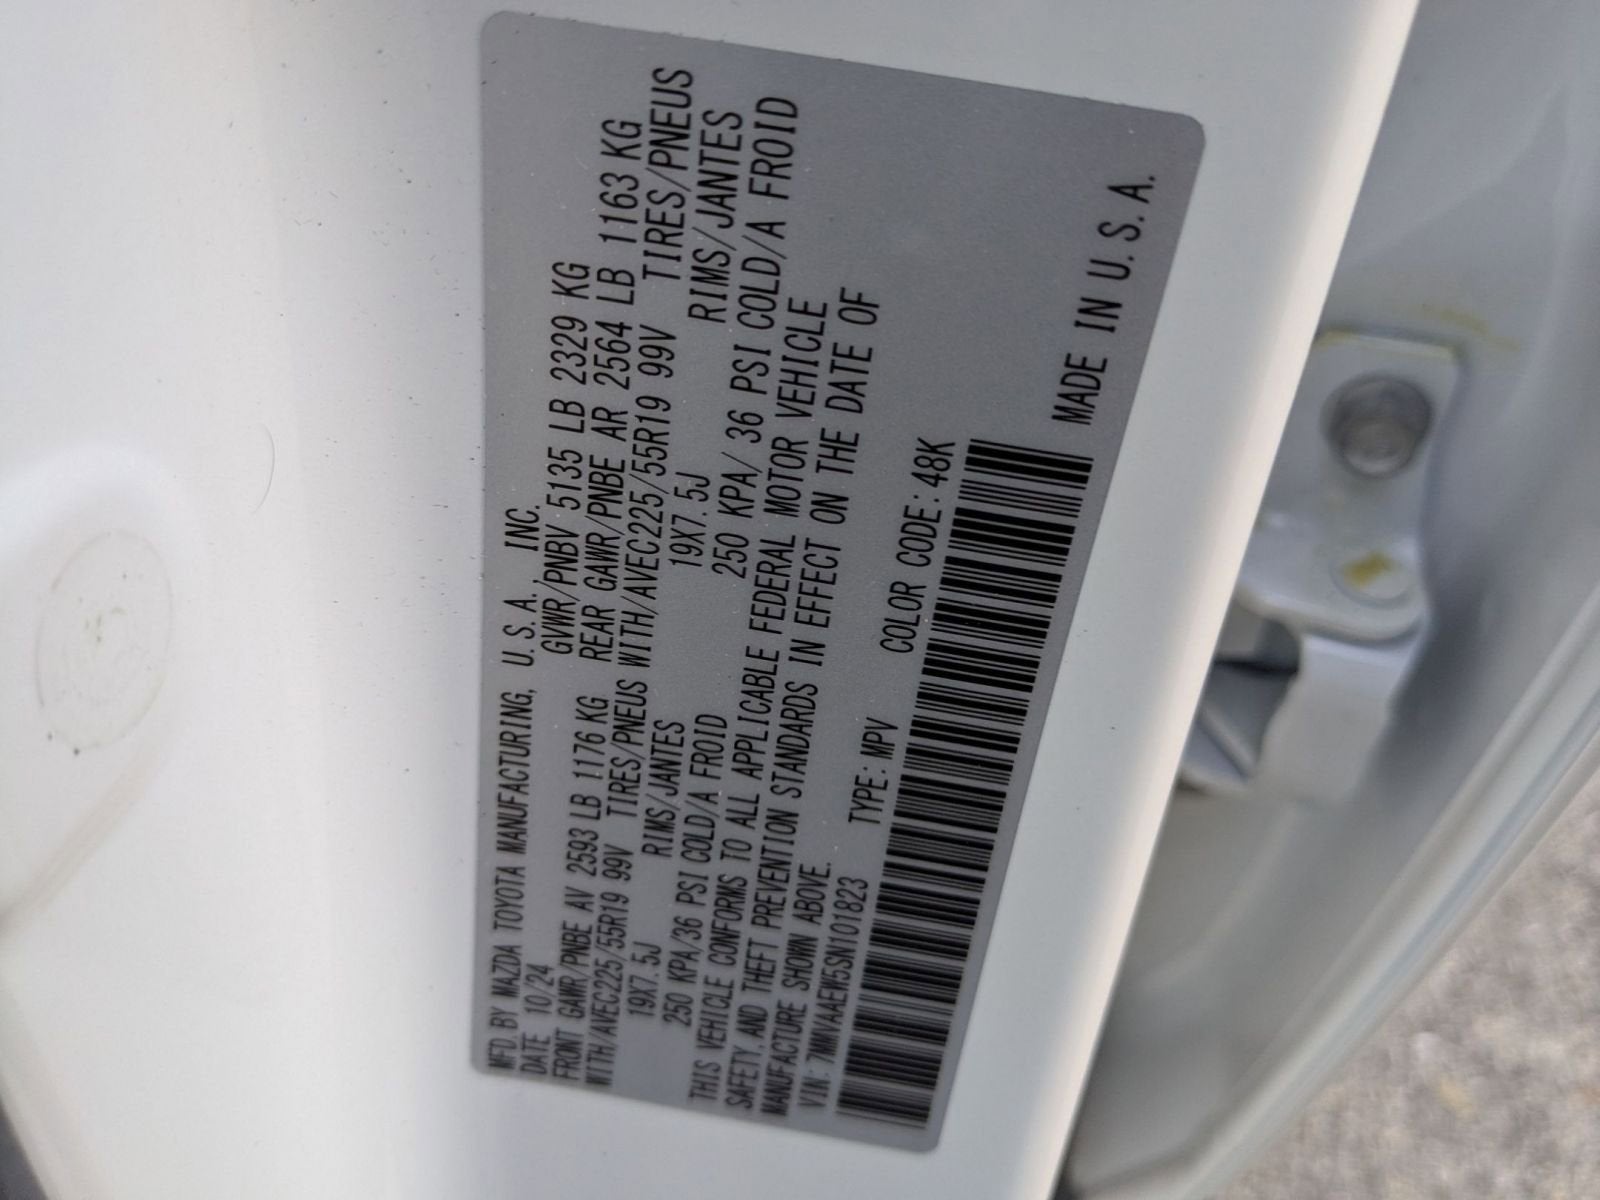 MFD. BY MAZDA TOYOTA MANUFACTURING, U.S.A., INC.
DATE 10/24 GVWR/PNBV 5135 LB 2329 KG
FRONT GAWR/PNBE AV 2593 LB 1176 KG REAR GAWR/PNBE AR 2564 LB 1163 KG
WITH/AVEC225/55R19 99V TIRES/PNEUS WITH/AVEC225/55R19 99V TIRES/PNEUS
19X7.5J RIMS/JANTES 19X7.5J RIMS/JANTES
250 KPA/36 PSI COLD/A FROID 250 KPA/ 36 PSI COLD/A FROID
THIS VEHICLE CONFORMS TO ALL APPLICABLE FEDERAL MOTOR VEHICLE
SAFETY, AND THEFT PREVENTION STANDARDS IN EFFECT ON THE DATE OF
MANUFACTURE SHOWN ABOVE.
VIN: 7MMVAAEW5SN101823 TYPE: MPV COLOR CODE: 48K
MADE IN U.S.A.